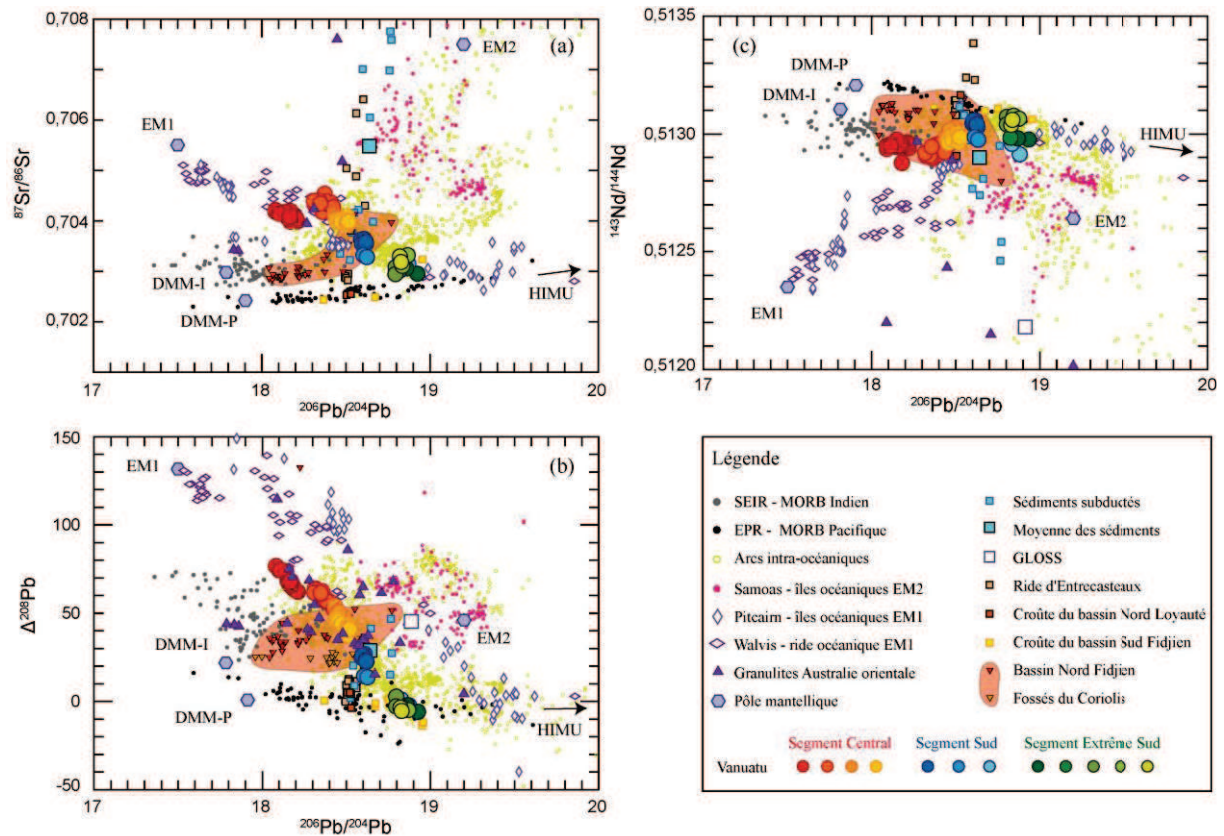 0,708
0,706
0,704
0,702
⁸⁷Sr/⁸⁶Sr
(a)
EM2
EM1
DMM-I
DMM-P
HIMU
17
18
19
20
²⁰⁶Pb/²⁰⁴Pb
0,5135
0,5130
0,5125
0,5120
¹⁴³Nd/¹⁴⁴Nd
(c)
DMM-P
DMM-I
HIMU
EM2
EM1
17
18
19
20
²⁰⁶Pb/²⁰⁴Pb
150
100
50
0
-50
Δ²⁰⁸Pb
EM1
(b)
DMM-I
EM2
DMM-P
HIMU
17
18
19
20
²⁰⁶Pb/²⁰⁴Pb
Légende
SEIR - MORB Indien
EPR - MORB Pacifique
Arcs intra-océaniques
Samoas - îles océaniques EM2
Pitcairn - îles océaniques EM1
Walvis - ride océanique EM1
Granulites Australie orientale
Pôle mantellique
Sédiments subductés
Moyenne des sédiments
GLOSS
Ride d'Entrecasteaux
Croûte du bassin Nord Loyauté
Croûte du bassin Sud Fidjien
Bassin Nord Fidjien
Fossés du Coriolis
Segment Central
Segment Sud
Segment Extrême Sud
Vanuatu